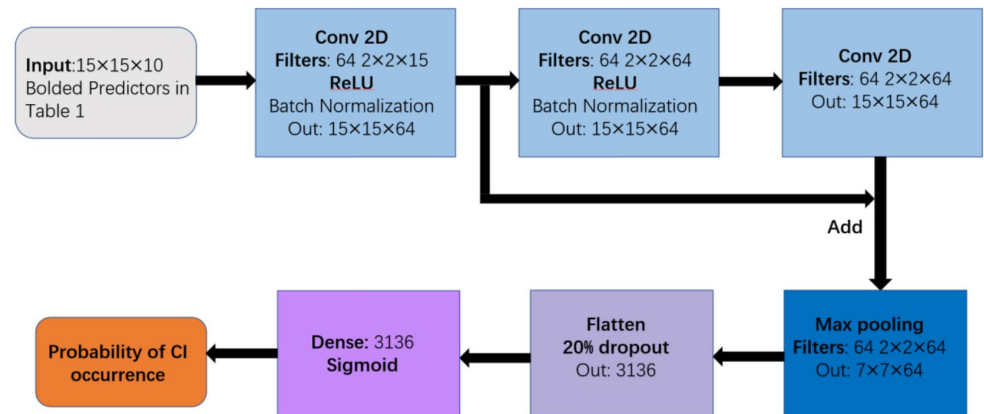 Input:15×15×10
Bolded Predictors in
Table 1
Conv 2D
Filters: 64 2×2×15
ReLU
Batch Normalization
Out: 15×15×64
Conv 2D
Filters: 64 2×2×64
ReLU
Batch Normalization
Out: 15×15×64
Conv 2D
Filters: 64 2×2×64
Out: 15×15×64
Add
Max pooling
Filters: 64 2×2×64
Out: 7×7×64
Flatten
20% dropout
Out: 3136
Dense: 3136
Sigmoid
Probability of CI
occurrence